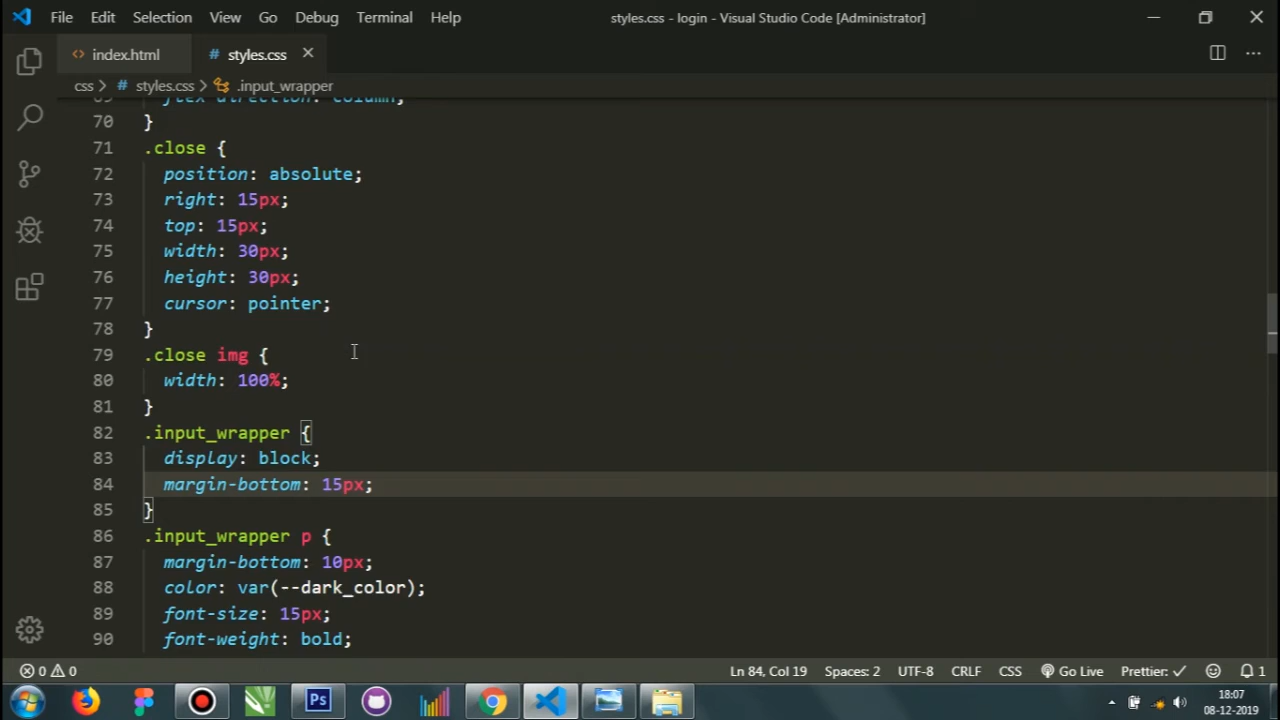 File Edit Selection View Go Debug Terminal Help styles.css - login - Visual Studio Code [Administrator]
index.html styles.css
css styles.css .input_wrapper
69 flex-direction: column;
70 }
71 .close {
72 position: absolute;
73 right: 15px;
74 top: 15px;
75 width: 30px;
76 height: 30px;
77 cursor: pointer;
78 }
79 .close img {
80 width: 100%;
81 }
82 .input_wrapper {
83 display: block;
84 margin-bottom: 15px;
85 }
86 .input_wrapper p {
87 margin-bottom: 10px;
88 color: var(--dark_color);
89 font-size: 15px;
90 font-weight: bold;
0 0 Ln 84, Col 19 Spaces: 2 UTF-8 CRLF CSS Go Live Prettier: ✓ 1
Ps 18:07
08-12-2019